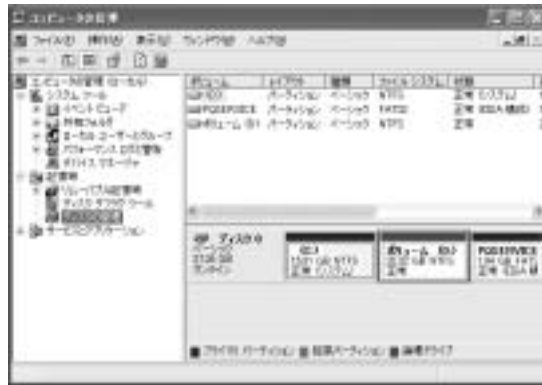 コンピュータの管理
ファイル(F) 操作(A) 表示(V) ウィンドウ(W) ヘルプ(H)
コンピュータの管理 (ローカル)
システム ツール
イベント ビューア
共有フォルダ
ローカル ユーザーとグループ
パフォーマンス ログと警告
デバイス マネージャ
記憶域
リムーバブル記憶域
ディスク デフラグ ツール
ディスクの管理
サービスとアプリケーション
ボリューム レイアウト 種類 ファイル システム 状態
(C:) パーティション ベーシック NTFS 正常 (システム)
PQSERVICE パーティション ベーシック FAT32 正常 (EISA 構成)
ボリューム (D:) パーティション ベーシック NTFS 正常
ディスク 0
ベーシック
オンライン
(C:)
NTFS
正常 (システム)
ボリューム (D:)
NTFS
正常
PQSERVICE
正常 (EISA 構
プライマリ パーティション 拡張パーティション 論理ドライブ